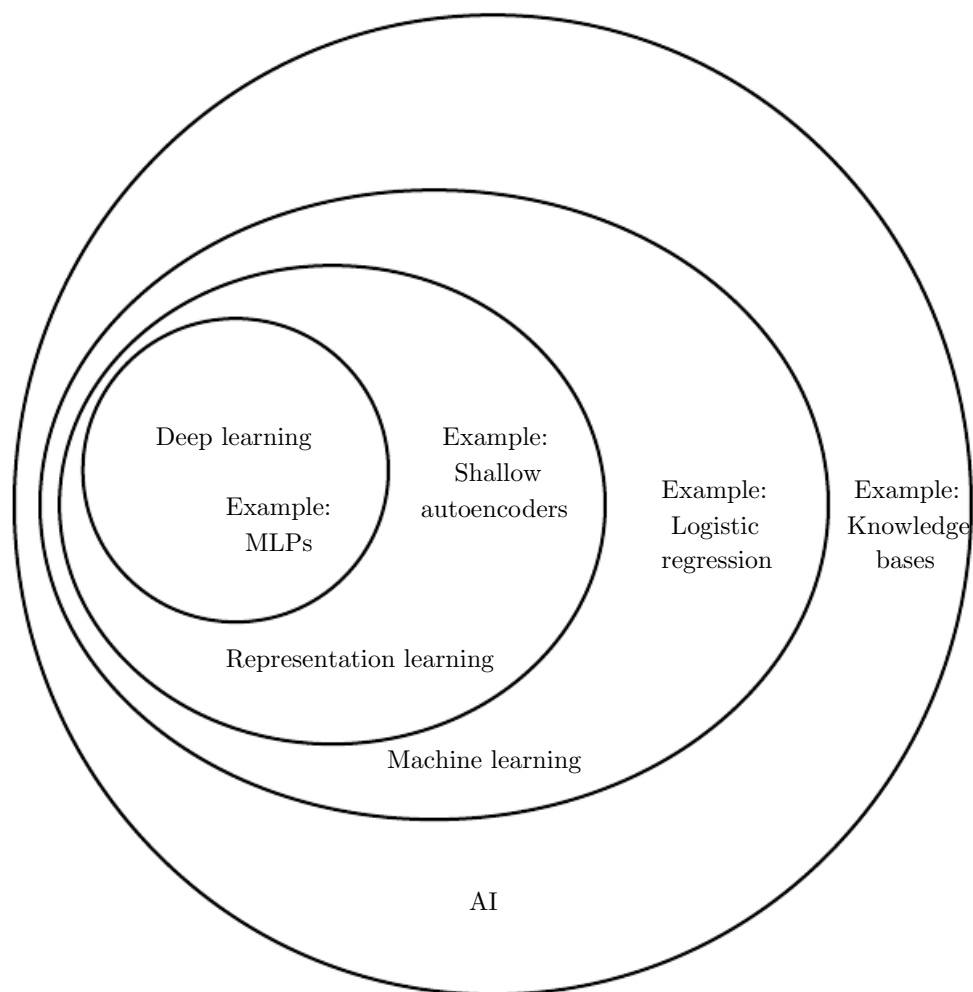 Deep learning
Example:
MLPs
Example:
Shallow
autoencoders
Example:
Logistic
regression
Example:
Knowledge
bases
Representation learning
Machine learning
AI